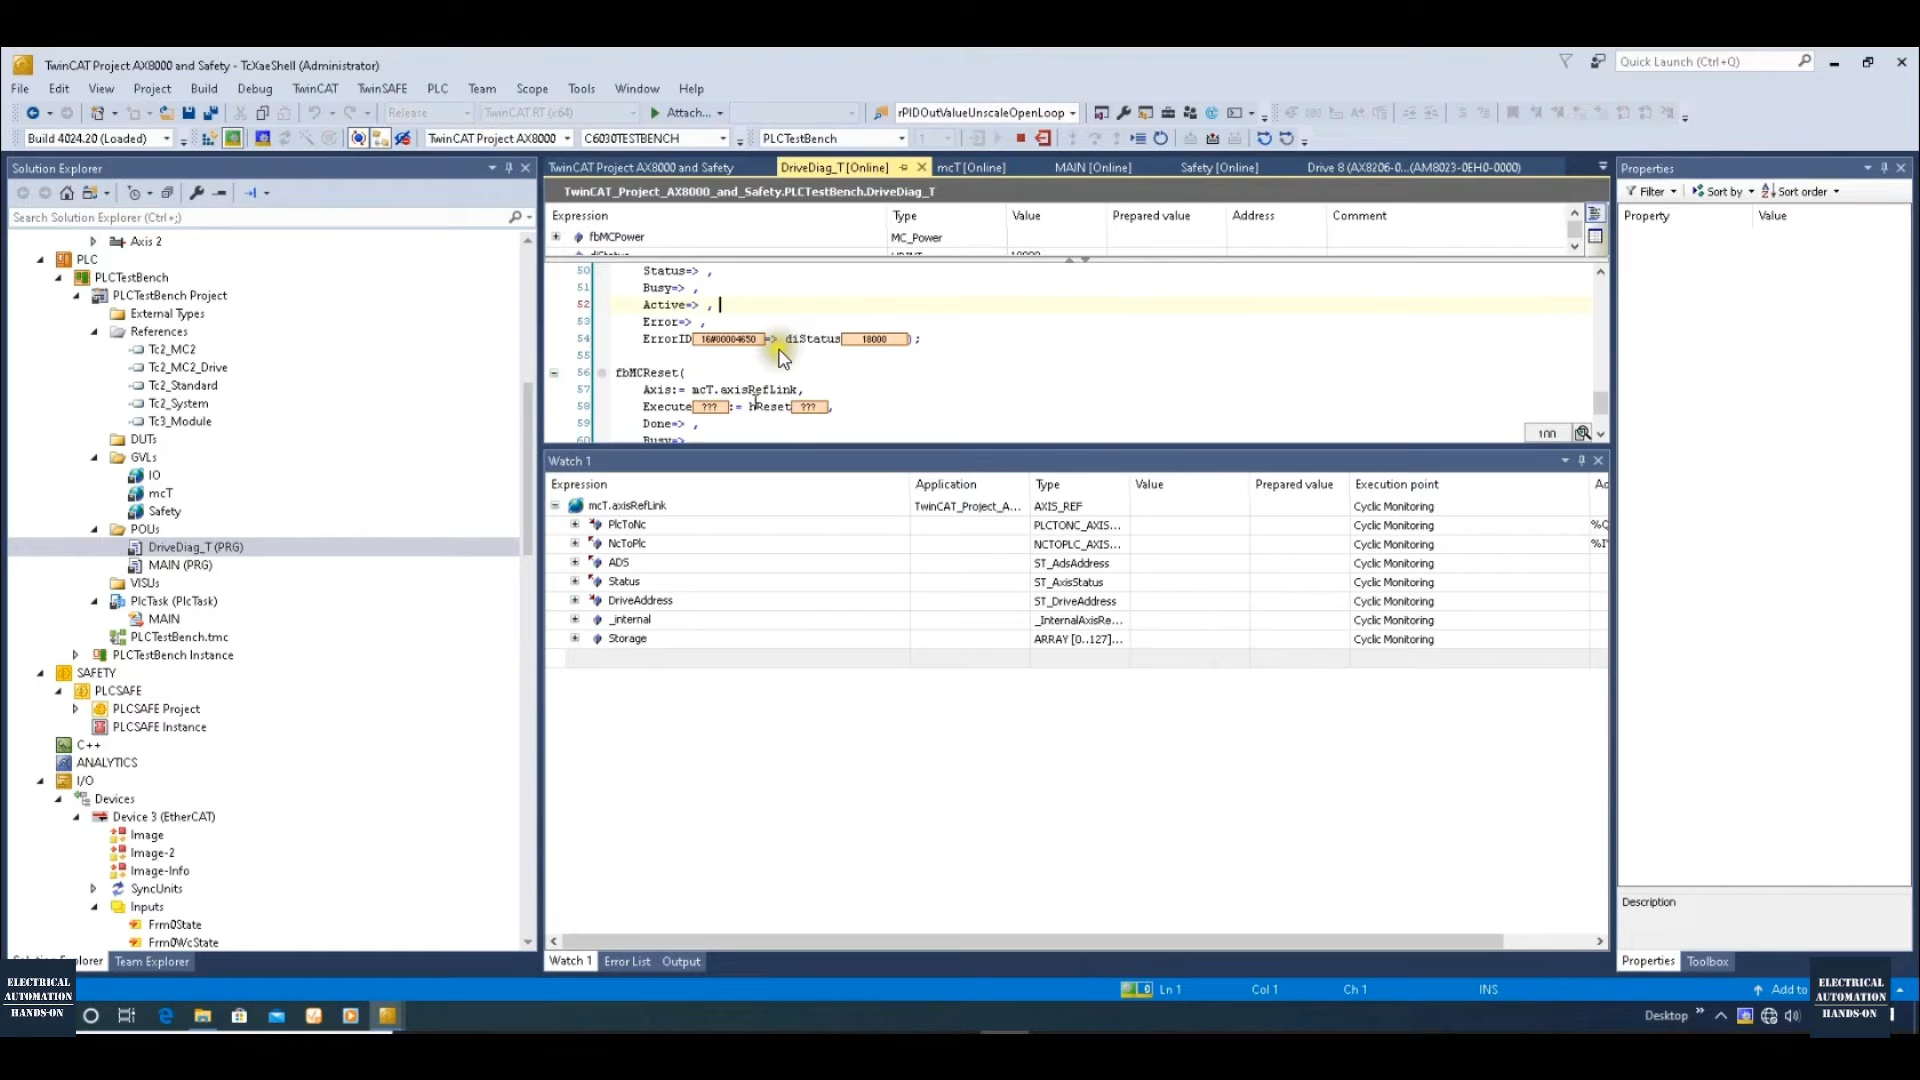 TwinCAT Project AX8000 and Safety - TcXaeShell (Administrator)
Quick Launch (Ctrl+Q)
File Edit View Project Build Debug TwinCAT TwinSAFE PLC Team Scope Tools Window Help
Release TwinCAT RT (x64) Attach... rPIDOutValueUnscaleOpenLoop
Build 4024.20 (Loaded) TwinCAT Project AX8000 C6030TESTBENCH PLCTestBench 1
Solution Explorer
Search Solution Explorer (Ctrl+;)
Axis 2
PLC
PLCTestBench
PLCTestBench Project
External Types
References
Tc2_MC2
Tc2_MC2_Drive
Tc2_Standard
Tc2_System
Tc3_Module
DUTs
GVLs
IO
mcT
Safety
POUs
DriveDiag_T (PRG)
MAIN (PRG)
VISUs
PlcTask (PlcTask)
MAIN
PLCTestBench.tmc
PLCTestBench Instance
SAFETY
PLCSAFE
PLCSAFE Project
PLCSAFE Instance
C++
ANALYTICS
I/O
Devices
Device 3 (EtherCAT)
Image
Image-2
Image-Info
SyncUnits
Inputs
Frm0State
Frm0WcState
Team Explorer
TwinCAT Project AX8000 and Safety DriveDiag_T [Online] mcT [Online] MAIN [Online] Safety [Online] Drive 8 (AX8206-0...(AM8023-0EH0-0000)
TwinCAT_Project_AX8000_and_Safety.PLCTestBench.DriveDiag_T
Expression Type Value Prepared value Address Comment
fbMCPower MC_Power
50 Status=> ,
51 Busy=> ,
52 Active=> ,
53 Error=> ,
54 ErrorID 16#00004650 => diStatus 18000 ) ;
55
56 fbMCReset(
57 Axis:= mcT.axisRefLink,
58 Execute ??? := hReset ??? ,
59 Done=> ,
60 Busy=>
100
Watch 1
Expression Application Type Value Prepared value Execution point Ad
mcT.axisRefLink TwinCAT_Project_A... AXIS_REF Cyclic Monitoring
PlcToNc PLCTONC_AXIS... Cyclic Monitoring %Q
NcToPlc NCTOPLC_AXIS... Cyclic Monitoring %I
ADS ST_AdsAddress Cyclic Monitoring
Status ST_AxisStatus Cyclic Monitoring
DriveAddress ST_DriveAddress Cyclic Monitoring
_internal _InternalAxisRe... Cyclic Monitoring
Storage ARRAY [0..127]... Cyclic Monitoring
Watch 1 Error List Output
Properties
Filter Sort by Sort order
Property Value
Description
Properties Toolbox
0 Ln 1 Col 1 Ch 1 INS Add to
ELECTRICAL
AUTOMATION
HANDS-ON
Desktop
ELECTRICAL
AUTOMATION
HANDS-ON